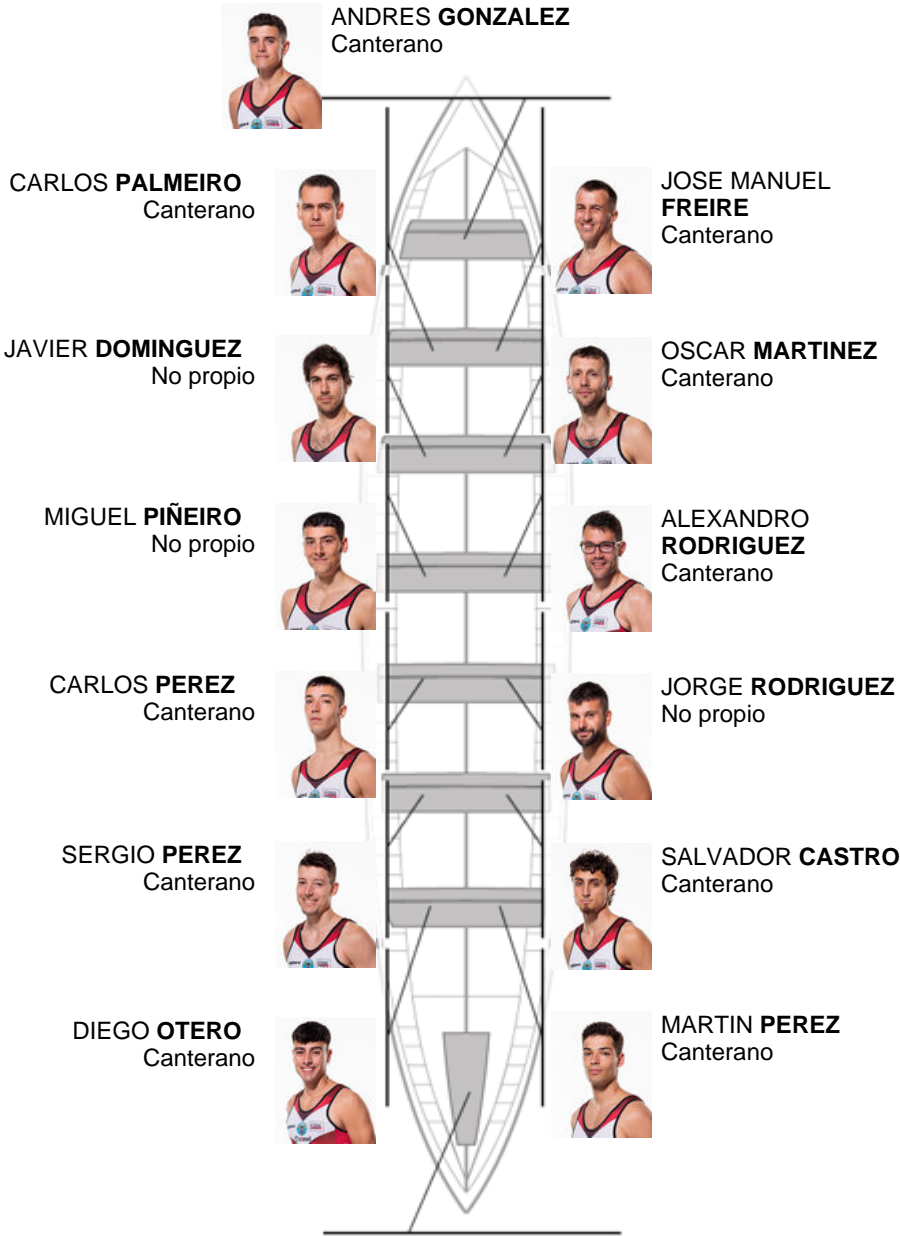 ANDRES GONZALEZ
Canterano
CARLOS PALMEIRO
Canterano
JOSE MANUEL
FREIRE
Canterano
JAVIER DOMINGUEZ
No propio
OSCAR MARTINEZ
Canterano
MIGUEL PIÑEIRO
No propio
ALEXANDRO
RODRIGUEZ
Canterano
CARLOS PEREZ
Canterano
JORGE RODRIGUEZ
No propio
SERGIO PEREZ
Canterano
SALVADOR CASTRO
Canterano
DIEGO OTERO
Canterano
MARTIN PEREZ
Canterano